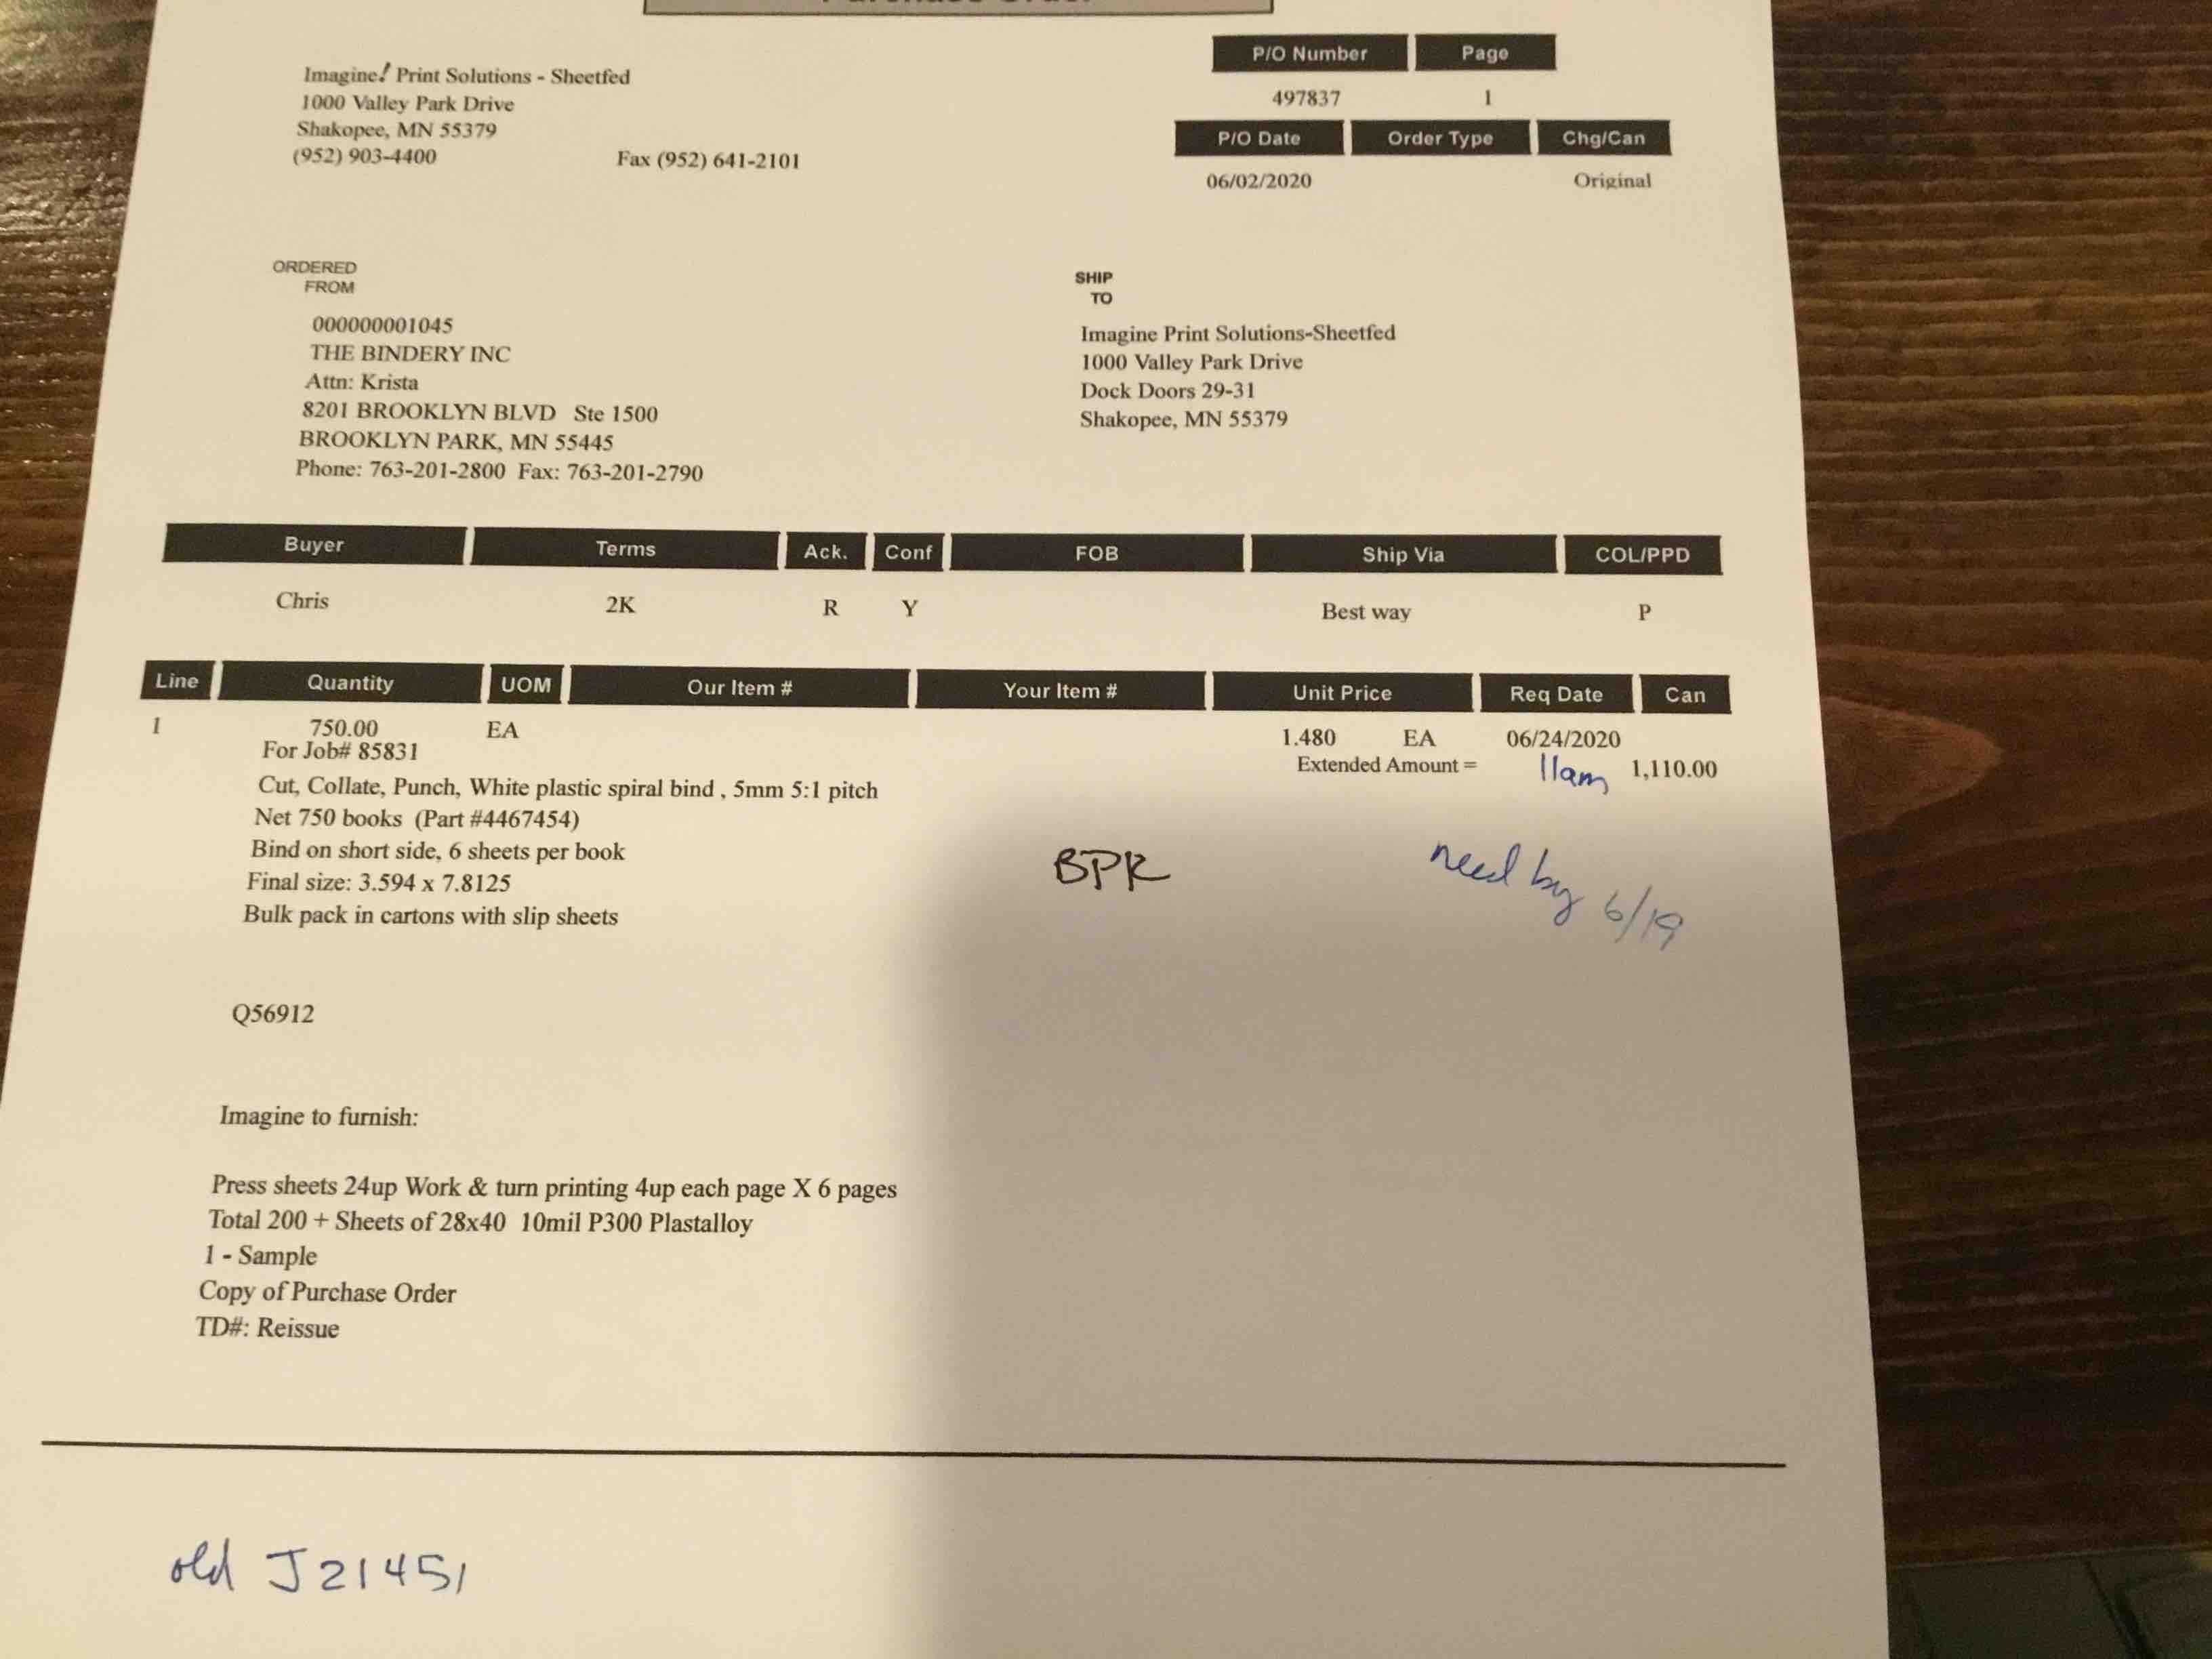 Purchase Order
P/O Number Page
Imagine! Print Solutions - Sheetfed
497837 1
1000 Valley Park Drive
Shakopee, MN 55379
P/O Date Order Type Chg/Can
(952) 903-4400 Fax (952) 641-2101
06/02/2020 Original
ORDERED
FROM
SHIP
TO
000000001045
THE BINDERY INC
Attn: Krista
8201 BROOKLYN BLVD Ste 1500
BROOKLYN PARK, MN 55445
Phone: 763-201-2800 Fax: 763-201-2790
Imagine Print Solutions-Sheetfed
1000 Valley Park Drive
Dock Doors 29-31
Shakopee, MN 55379
Buyer Terms Ack. Conf FOB Ship Via COL/PPD
Chris 2K R Y Best way P
Line Quantity UOM Our Item # Your Item # Unit Price Req Date Can
1 750.00 EA 1.480 EA 06/24/2020
For Job# 85831 Extended Amount = 11am 1,110.00
Cut, Collate, Punch, White plastic spiral bind , 5mm 5:1 pitch
Net 750 books (Part #4467454)
Bind on short side, 6 sheets per book
BPK need by 6/19
Final size: 3.594 x 7.8125
Bulk pack in cartons with slip sheets
Q56912
Imagine to furnish:
Press sheets 24up Work & turn printing 4up each page X 6 pages
Total 200 + Sheets of 28x40 10mil P300 Plastalloy
1 - Sample
Copy of Purchase Order
TD#: Reissue
old J21451